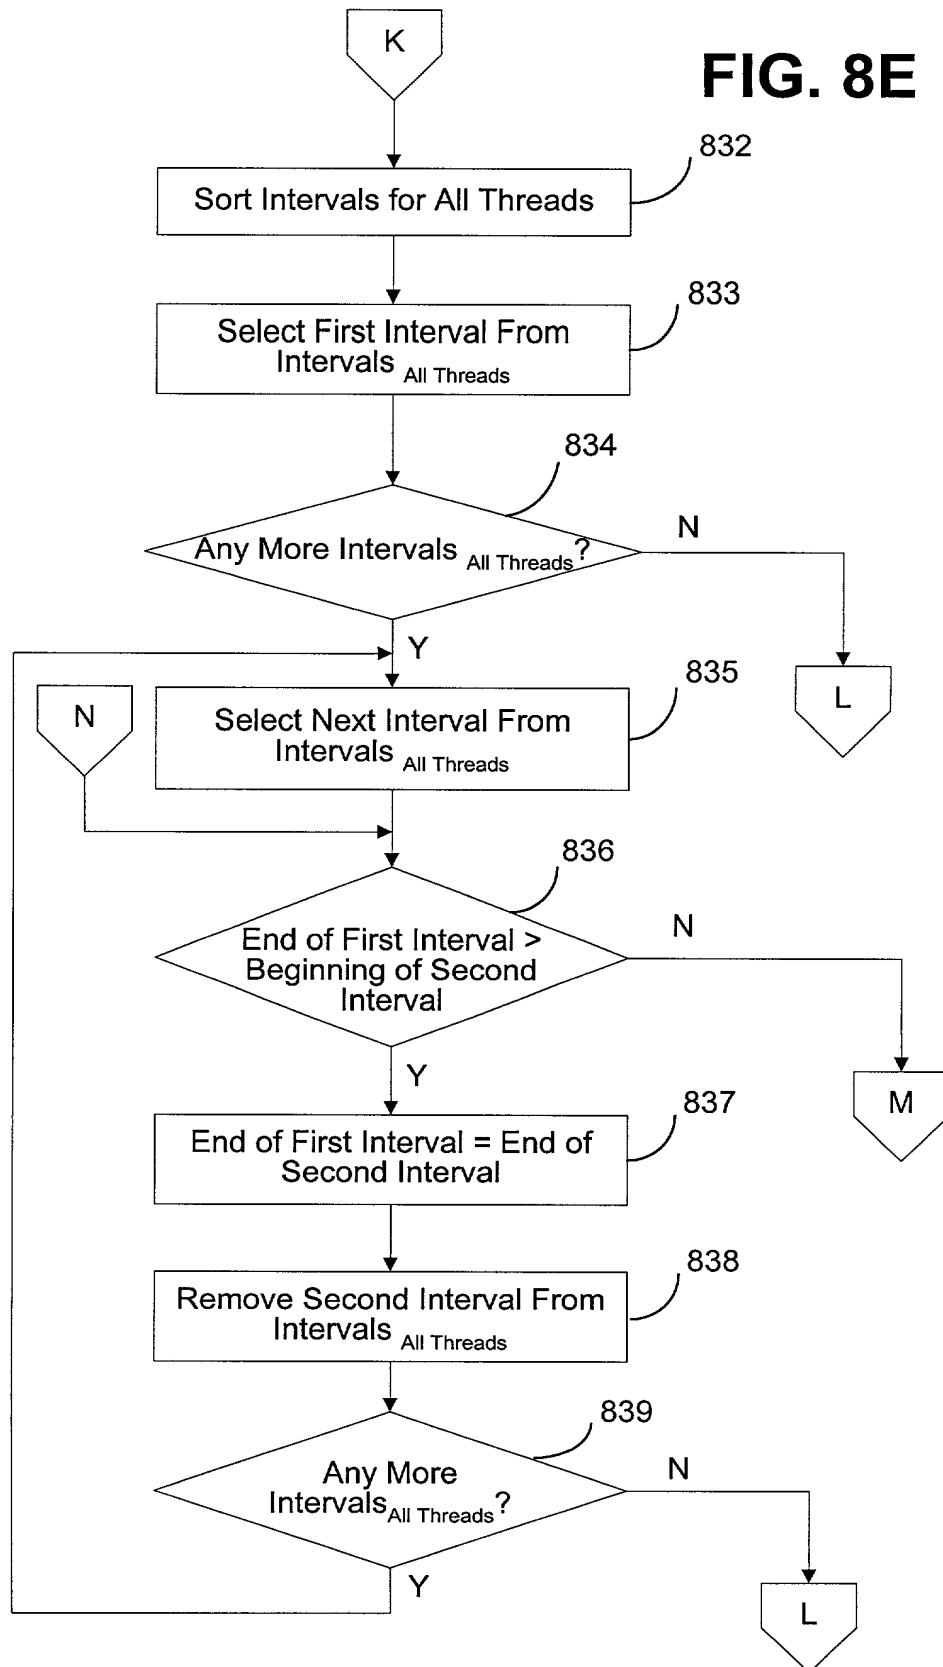 K
FIG. 8E
832
Sort Intervals for All Threads
833
Select First Interval From
Intervals All Threads
834
Any More Intervals All Threads?
N
Y
L
835
N
Select Next Interval From
Intervals All Threads
836
End of First Interval >
Beginning of Second
Interval
N
Y
M
837
End of First Interval = End of
Second Interval
838
Remove Second Interval From
Intervals All Threads
839
Any More
Intervals All Threads?
N
Y
L